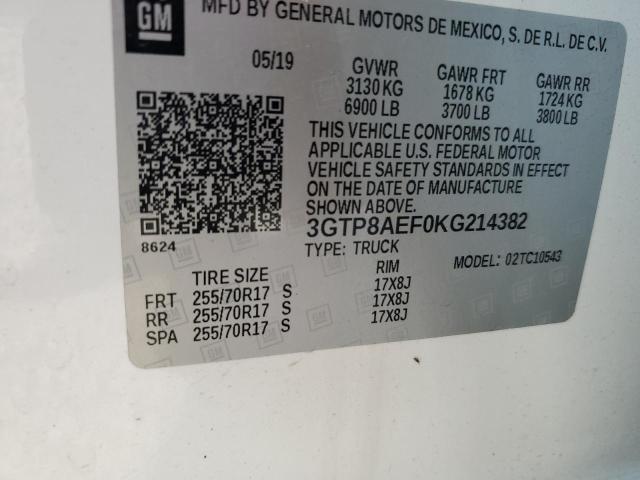 GM
MFD BY GENERAL MOTORS DE MEXICO, S. DE R.L. DE C.V.
05/19 GVWR GAWR FRT GAWR RR
3130 KG 1678 KG 1724 KG
6900 LB 3700 LB 3800 LB
THIS VEHICLE CONFORMS TO ALL
APPLICABLE U.S. FEDERAL MOTOR
VEHICLE SAFETY STANDARDS IN EFFECT
ON THE DATE OF MANUFACTURE
SHOWN ABOVE.
3GTP8AEF0KG214382
8624
TYPE: TRUCK MODEL: 02TC10543
TIRE SIZE RIM
FRT 255/70R17 S 17X8J
RR 255/70R17 S 17X8J
SPA 255/70R17 S 17X8J